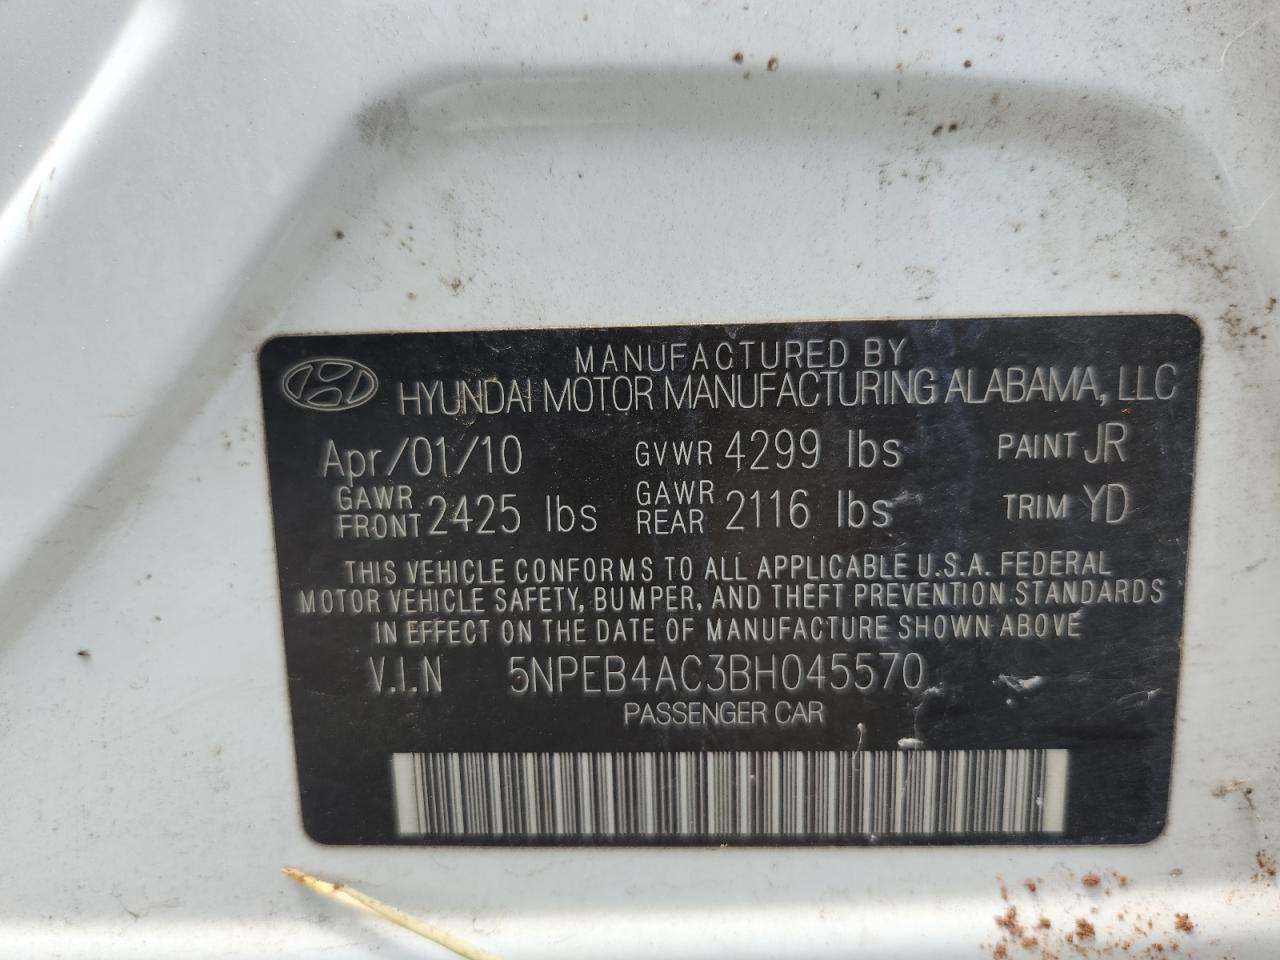 MANUFACTURED BY
HYUNDAI MOTOR MANUFACTURING ALABAMA, LLC
Apr/01/10 GVWR 4299 lbs PAINT JR
GAWR FRONT 2425 lbs GAWR REAR 2116 lbs TRIM YD
THIS VEHICLE CONFORMS TO ALL APPLICABLE U.S.A. FEDERAL
MOTOR VEHICLE SAFETY, BUMPER, AND THEFT PREVENTION STANDARDS
IN EFFECT ON THE DATE OF MANUFACTURE SHOWN ABOVE
V.I.N 5NPEB4AC3BH045570
PASSENGER CAR